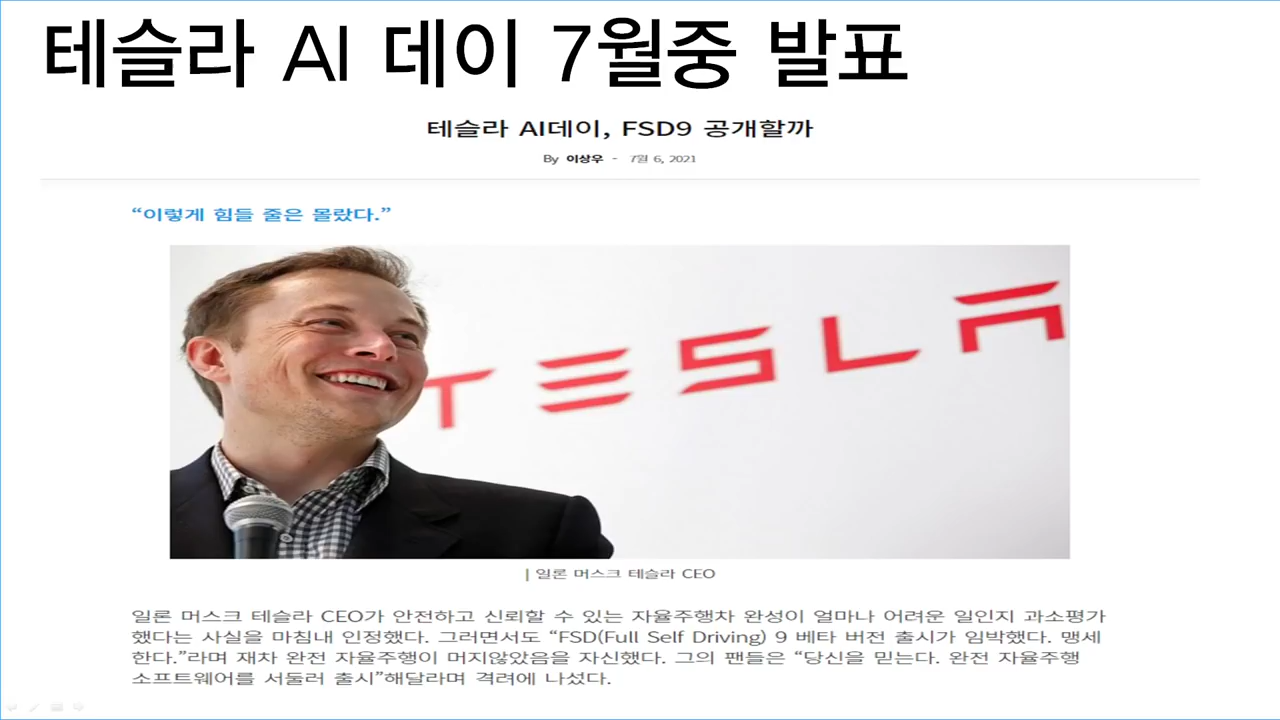 테슬라 AI 데이 7월중 발표
테슬라 AI데이, FSD9 공개할까
By 이상우 - 7월 6, 2021
“이렇게 힘들 줄은 몰랐다.”
TESLA
| 일론 머스크 테슬라 CEO
일론 머스크 테슬라 CEO가 안전하고 신뢰할 수 있는 자율주행차 완성이 얼마나 어려운 일인지 과소평가
했다는 사실을 마침내 인정했다. 그러면서도 “FSD(Full Self Driving) 9 베타 버전 출시가 임박했다. 맹세
한다.”라며 재차 완전 자율주행이 머지않았음을 자신했다. 그의 팬들은 “당신을 믿는다. 완전 자율주행
소프트웨어를 서둘러 출시”해달라며 격려에 나섰다.